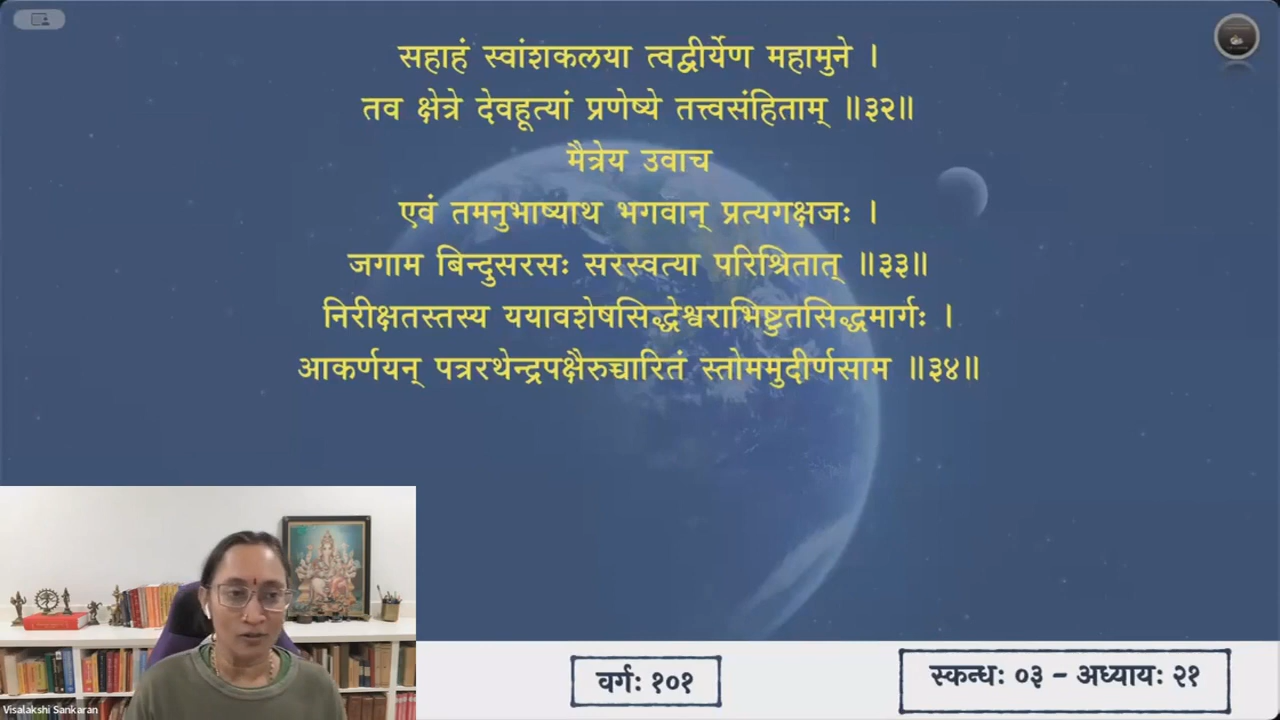 सहाहं स्वांशकलया त्वद्वीर्येण महामुने ।
तव क्षेत्रे देवहूत्यां प्रणेष्ये तत्त्वसंहिताम् ॥३२॥
मैत्रेय उवाच
एवं तमनुभाष्याथ भगवान् प्रत्यगक्षजः ।
जगाम बिन्दुसरसः सरस्वत्या परिश्रितात् ॥३३॥
निरीक्षतस्तस्य ययावशेषसिद्धेश्वराभिष्टुतसिद्धमार्गः ।
आकर्णयन् पत्ररथेन्द्रपक्षैरुच्चारितं स्तोममुदीर्णसाम ॥३४॥
Visalakshi Sankaran
वर्गः १०१
स्कन्धः ०३ - अध्यायः २१